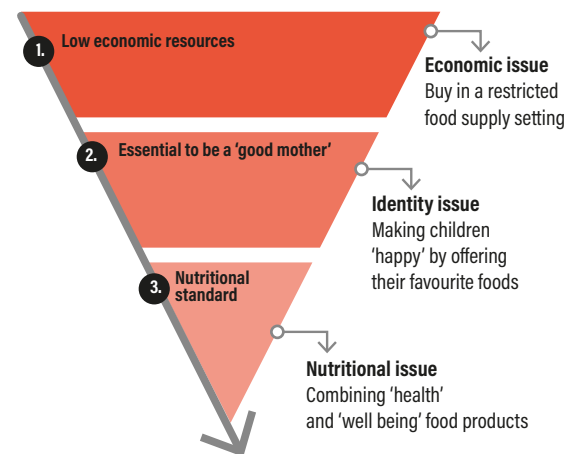 1. Low economic resources
Economic issue
Buy in a restricted
food supply setting
2. Essential to be a ‘good mother’
Identity issue
Making children
‘happy’ by offering
their favourite foods
3. Nutritional
standard
Nutritional issue
Combining ‘health’
and ‘well being’ food products